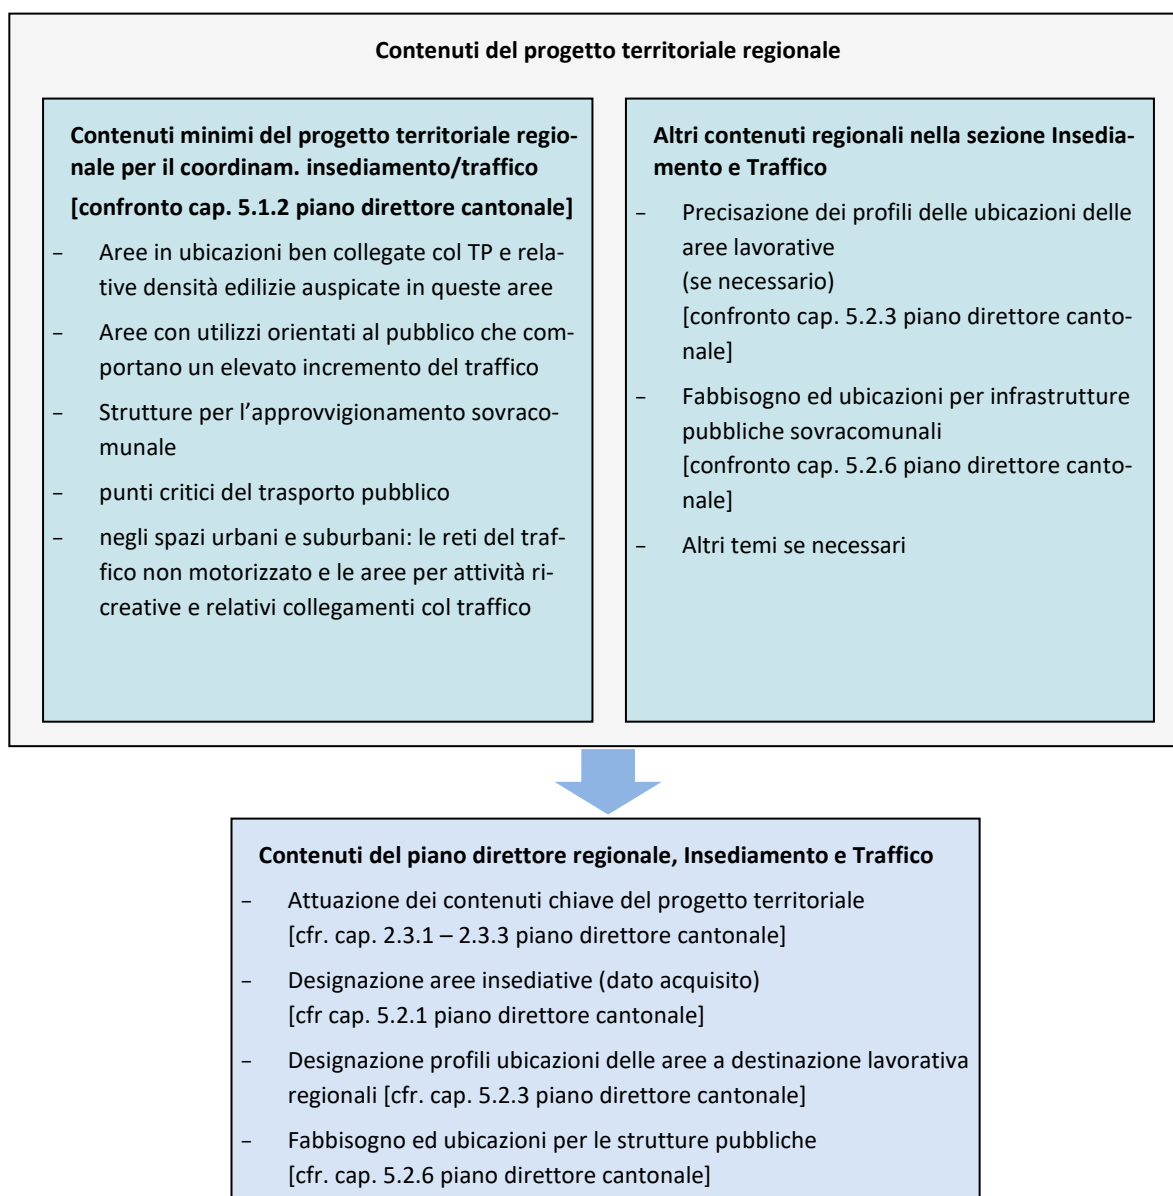 Contenuti del progetto territoriale regionale
Contenuti minimi del progetto territoriale regio-
nale per il coordinam. insediamento/traffico
[confronto cap. 5.1.2 piano direttore cantonale]
– Aree in ubicazioni ben collegate col TP e rela-
tive densità edilizie auspicate in queste aree
– Aree con utilizzi orientati al pubblico che com-
portano un elevato incremento del traffico
– Strutture per l’approvvigionamento sovraco-
munale
– punti critici del trasporto pubblico
– negli spazi urbani e suburbani: le reti del traf-
fico non motorizzato e le aree per attività ri-
creative e relativi collegamenti col traffico
Altri contenuti regionali nella sezione Insedia-
mento e Traffico
– Precisazione dei profili delle ubicazioni delle
aree lavorative
(se necessario)
[confronto cap. 5.2.3 piano direttore canto-
nale]
– Fabbisogno ed ubicazioni per infrastrutture
pubbliche sovracomunali
[confronto cap. 5.2.6 piano direttore canto-
nale]
– Altri temi se necessari
Contenuti del piano direttore regionale, Insediamento e Traffico
– Attuazione dei contenuti chiave del progetto territoriale
[cfr. cap. 2.3.1 – 2.3.3 piano direttore cantonale]
– Designazione aree insediative (dato acquisito)
[cfr cap. 5.2.1 piano direttore cantonale]
– Designazione profili ubicazioni delle aree a destinazione lavorativa
regionali [cfr. cap. 5.2.3 piano direttore cantonale]
– Fabbisogno ed ubicazioni per le strutture pubbliche
[cfr. cap. 5.2.6 piano direttore cantonale]